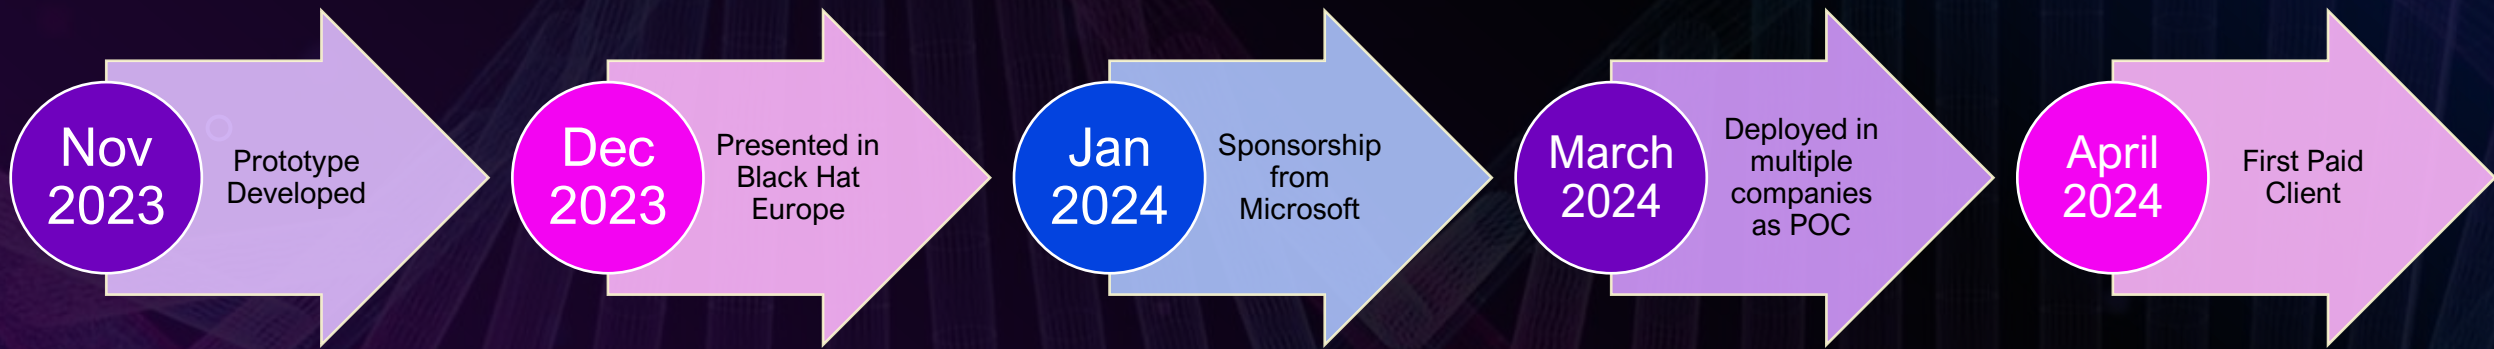 Nov
2023
Prototype
Developed
Dec
2023
Presented in
Black Hat
Europe
Jan
2024
Sponsorship
from
Microsoft
March
2024
Deployed in
multiple
companies
as POC
April
2024
First Paid
Client